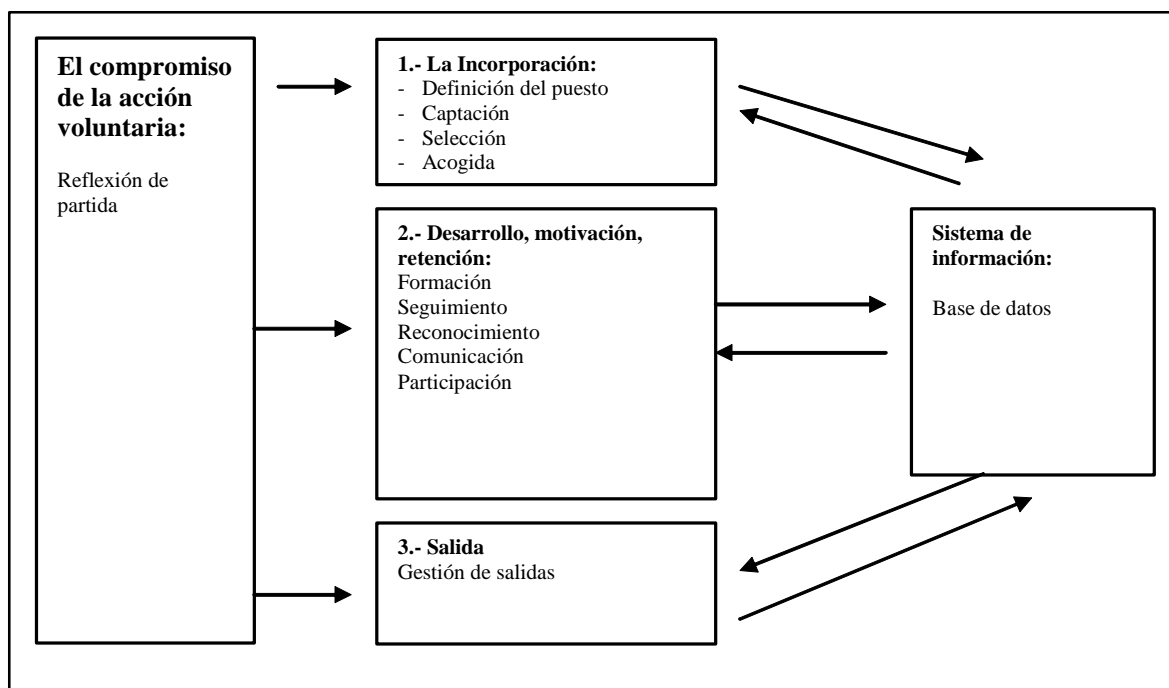 El compromiso
de la acción
voluntaria:
Reflexión de
partida
1.- La Incorporación:
- Definición del puesto
- Captación
- Selección
- Acogida
2.- Desarrollo, motivación,
retención:
Formación
Seguimiento
Reconocimiento
Comunicación
Participación
3.- Salida
Gestión de salidas
Sistema de
información:
Base de datos